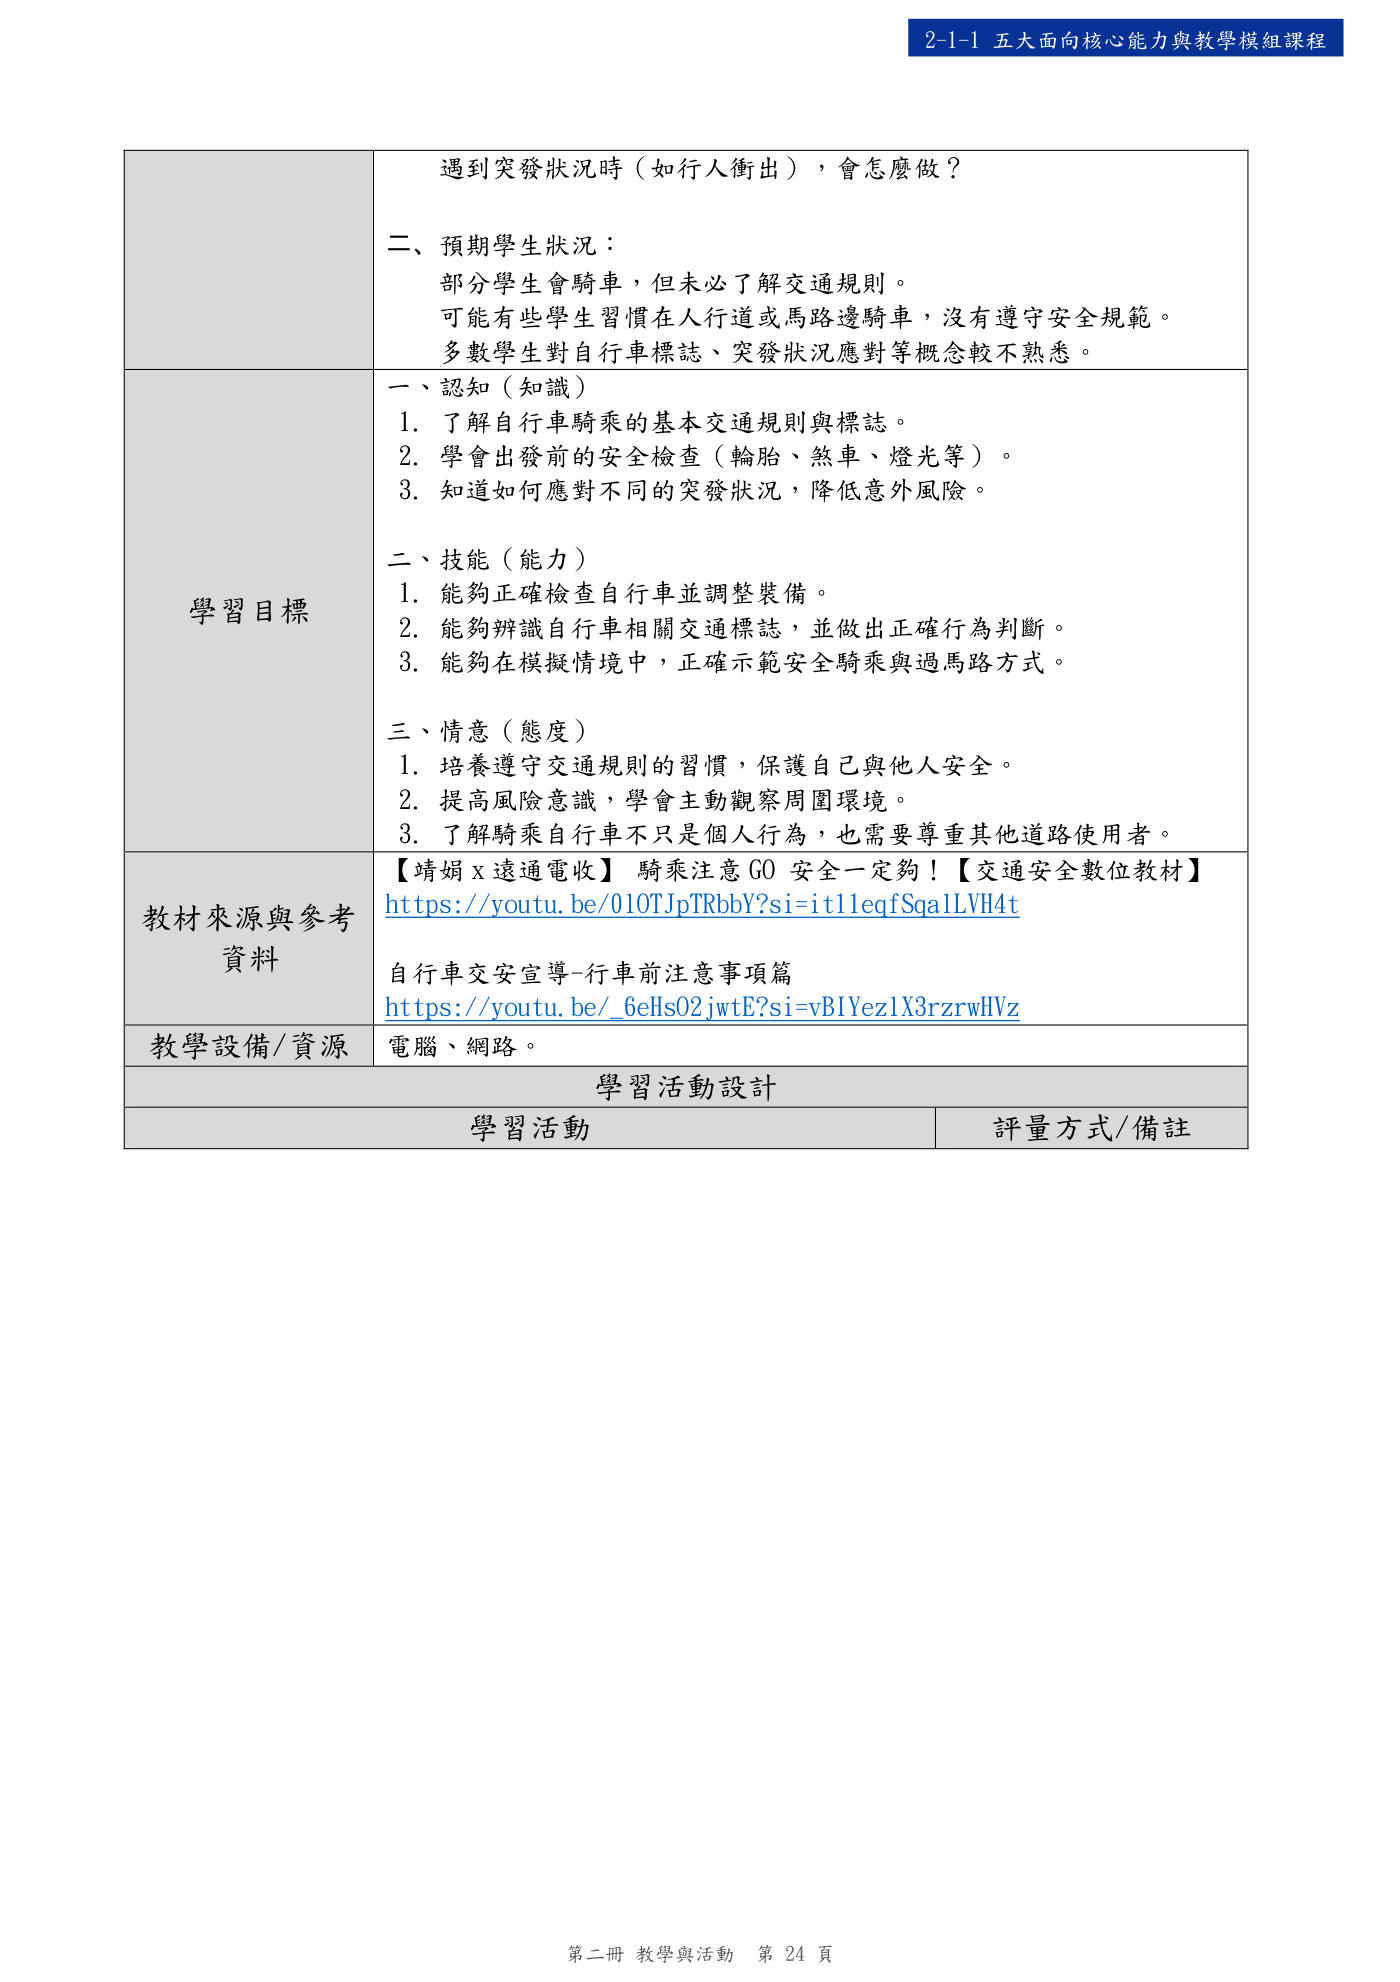 2-1-1 五大面向核心能力與教學模組課程
遇到突發狀況時（如行人衝出），會怎麼做？
二、預期學生狀況：
部分學生會騎車，但未必了解交通規則。
可能有些學生習慣在人行道或馬路邊騎車，沒有遵守安全規範。
多數學生對自行車標誌、突發狀況應對等概念較不熟悉。
學習目標
一、認知（知識）
1. 了解自行車騎乘的基本交通規則與標誌。
2. 學會出發前的安全檢查（輪胎、煞車、燈光等）。
3. 知道如何應對不同的突發狀況，降低意外風險。
二、技能（能力）
1. 能夠正確檢查自行車並調整裝備。
2. 能夠辨識自行車相關交通標誌，並做出正確行為判斷。
3. 能夠在模擬情境中，正確示範安全騎乘與過馬路方式。
三、情意（態度）
1. 培養遵守交通規則的習慣，保護自己與他人安全。
2. 提高風險意識，學會主動觀察周圍環境。
3. 了解騎乘自行車不只是個人行為，也需要尊重其他道路使用者。
教材來源與參考
資料
【靖娟 x 遠通電收】 騎乘注意 GO 安全一定夠！【交通安全數位教材】
https://youtu.be/01OTJpTRbbY?si=it1leqfSqa1LVH4t
自行車交安宣導-行車前注意事項篇
https://youtu.be/_6eHsO2jwtE?si=vBIYez1X3rzrwHVz
教學設備/資源
電腦、網路。
學習活動設計
學習活動
評量方式/備註
第二冊 教學與活動 第 24 頁